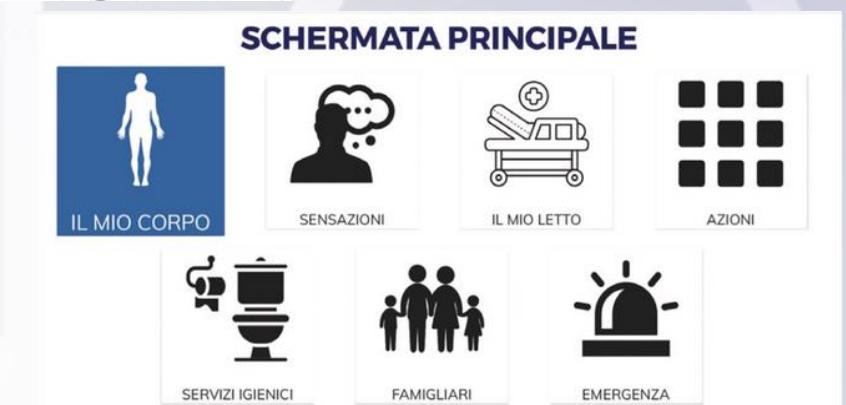 SCHERMATA PRINCIPALE
IL MIO CORPO
SENSAZIONI
IL MIO LETTO
AZIONI
SERVIZI IGIENICI
FAMIGLIARI
EMERGENZA